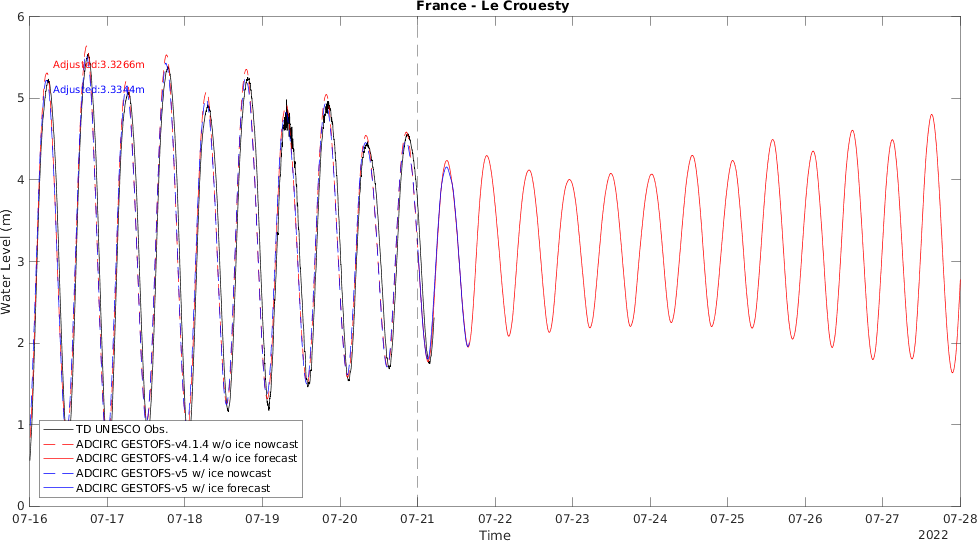 France - Le Crouesty
6
Adjusted:3.3266m
Adjusted:3.3344m
5
4
3
2
1
0
Water Level (m)
TD UNESCO Obs.
ADCIRC GESTOFS-v4.1.4 w/o ice nowcast
ADCIRC GESTOFS-v4.1.4 w/o ice forecast
ADCIRC GESTOFS-v5 w/ ice nowcast
ADCIRC GESTOFS-v5 w/ ice forecast
07-16 07-17 07-18 07-19 07-20 07-21 07-22 07-23 07-24 07-25 07-26 07-27 07-28
Time
2022